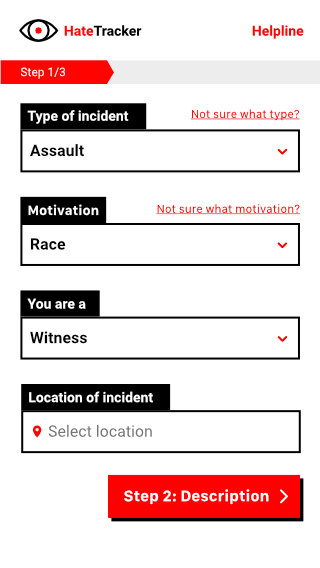 HateTracker
Helpline
Step 1/3
Type of incident
Not sure what type?
Assault
Motivation
Not sure what motivation?
Race
You are a
Witness
Location of incident
Select location
Step 2: Description